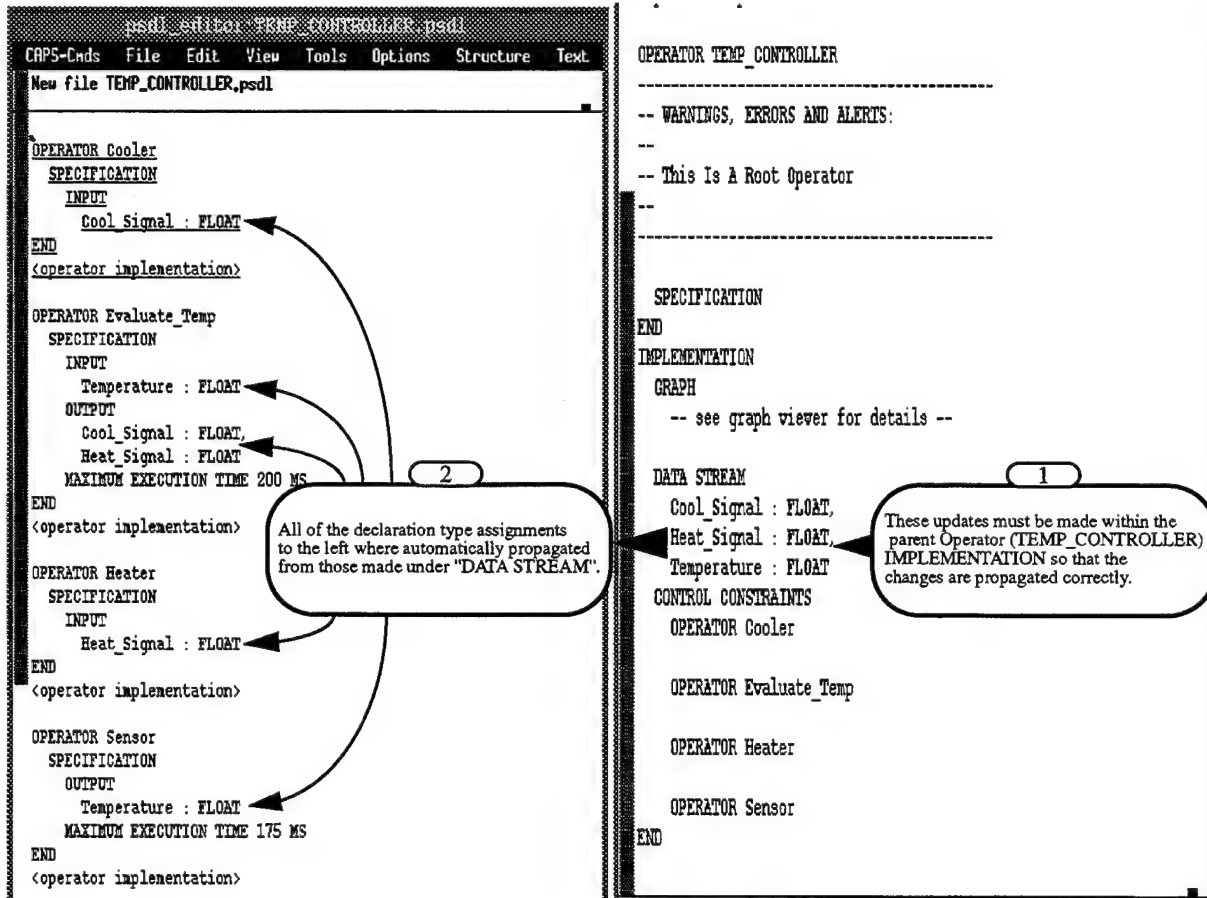 psdl_editor:TEMP_CONTROLLER.psdl
CAPS-Cmds File Edit View Tools Options Structure Text
New file TEMP_CONTROLLER.psdl
OPERATOR Cooler
SPECIFICATION
INPUT
Cool_Signal : FLOAT
END
<operator implementation>
OPERATOR Evaluate_Temp
SPECIFICATION
INPUT
Temperature : FLOAT
OUTPUT
Cool_Signal : FLOAT,
Heat_Signal : FLOAT
MAXIMUM EXECUTION TIME 200 MS
END
<operator implementation>
OPERATOR Heater
SPECIFICATION
INPUT
Heat_Signal : FLOAT
END
<operator implementation>
OPERATOR Sensor
SPECIFICATION
OUTPUT
Temperature : FLOAT
MAXIMUM EXECUTION TIME 175 MS
END
<operator implementation>
2
All of the declaration type assignments
to the left where automatically propagated
from those made under "DATA STREAM".
OPERATOR TEMP_CONTROLLER
--------------------------------------------
-- WARNINGS, ERRORS AND ALERTS:
--
-- This Is A Root Operator
--
--------------------------------------------
SPECIFICATION
END
IMPLEMENTATION
GRAPH
-- see graph viewer for details --
DATA STREAM
Cool_Signal : FLOAT,
Heat_Signal : FLOAT,
Temperature : FLOAT
CONTROL CONSTRAINTS
OPERATOR Cooler
OPERATOR Evaluate_Temp
OPERATOR Heater
OPERATOR Sensor
END
1
These updates must be made within the
parent Operator (TEMP_CONTROLLER)
IMPLEMENTATION so that the
changes are propagated correctly.